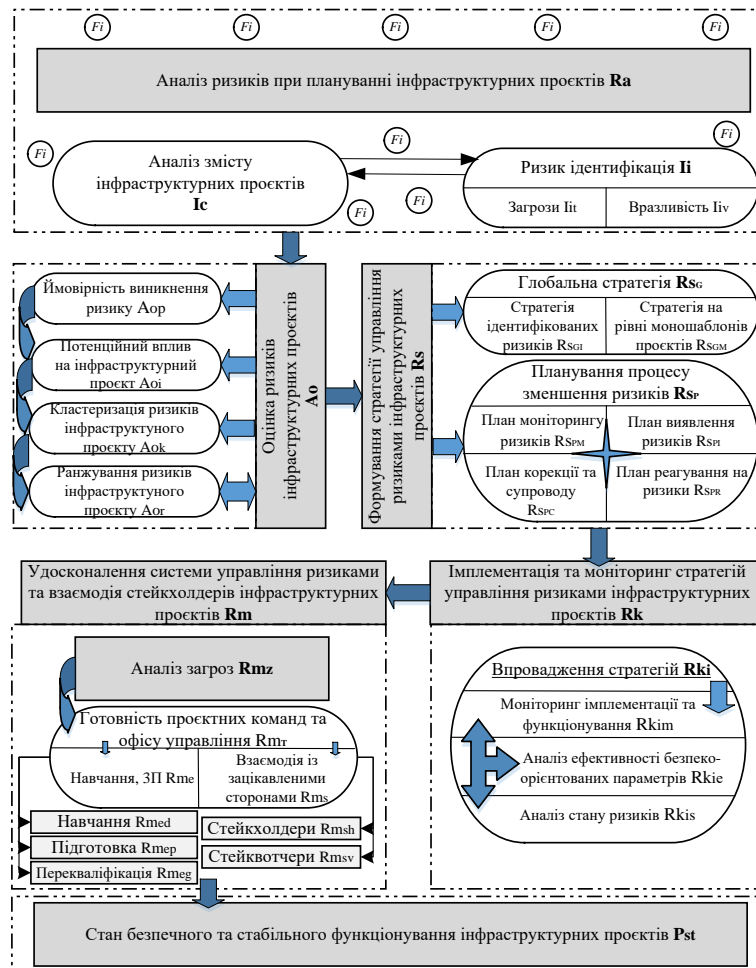 Fi Fi Fi Fi Fi
Аналіз ризиків при плануванні інфраструктурних проєктів Ra
Fi Fi Fi
Аналіз змісту
інфраструктурних проєктів
Ic
Ризик ідентифікація Ii
Загрози Iit
Вразливість Iiv
Fi Fi
Ймовірність виникнення
ризику Aop
Потенційний вплив
на інфраструктурий
проєкт Aoi
Кластеризація ризиків
інфраструктуного
проєкту Aok
Ранжування ризиків
інфраструктуного
проєкту Aor
Оцінка ризиків
інфраструктурних проєктів
Ao
Формування стратегії управління
ризиками інфраструктурних
проєктів Rs
Глобальна стратегія RsG
Стратегія
ідентифікованих
ризиків RSGI
Стратегія на
рівні моношаблонів
проєктів RSGM
Планування процесу
зменшення ризиків RsP
План моніторингу
ризиків RSPM
План виявлення
ризиків RSPI
План корекції та
супроводу
RSPC
План реагування на
ризики RSPR
Удосконалення системи управління ризиками
та взаємодія стейкхолдерів інфраструктурних
проєктів Rm
Імплементація та моніторинг стратегій
управління ризиками інфраструктурних
проєктів Rk
Аналіз загроз Rmz
Готовність проєктних команд та
офісу управління RmT
Навчання, ЗП Rme
Взаємодія із
зацікавленими
сторонами Rms
Навчання Rmed
Підготовка Rmep
Перекваліфікація Rmeg
Стейкхолдери Rmsh
Стейквотчери Rmsv
Впровадження стратегій Rki
Моніторинг імплементації та
функціонування Rkim
Аналіз ефективності безпеко-
орієнтованих параметрів Rkie
Аналіз стану ризиків Rkis
Стан безпечного та стабільного функціонування інфраструктурних проєктів Pst